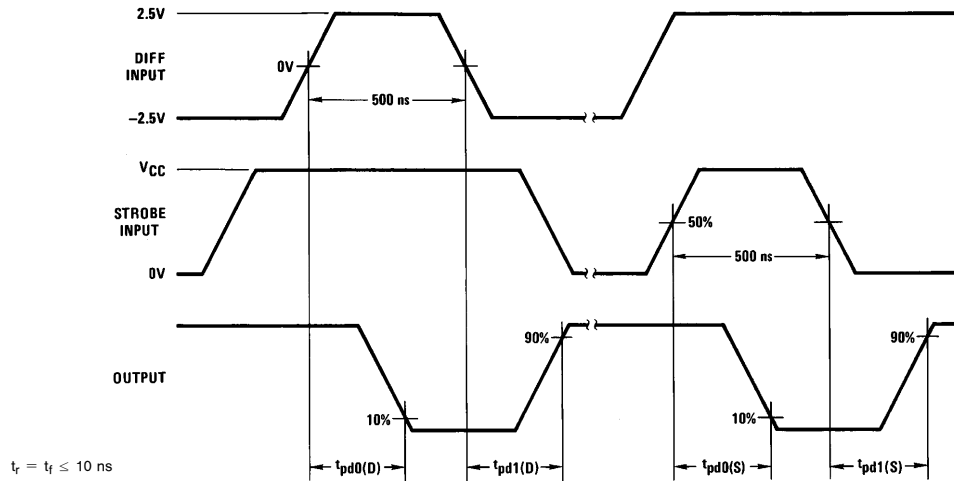 2.5V
DIFF
INPUT
0V
500 ns
−2.5V
VCC
STROBE
INPUT
50%
500 ns
0V
90%
90%
OUTPUT
10%
10%
tr = tf ≤ 10 ns
tpd0(D)
tpd1(D)
tpd0(S)
tpd1(S)